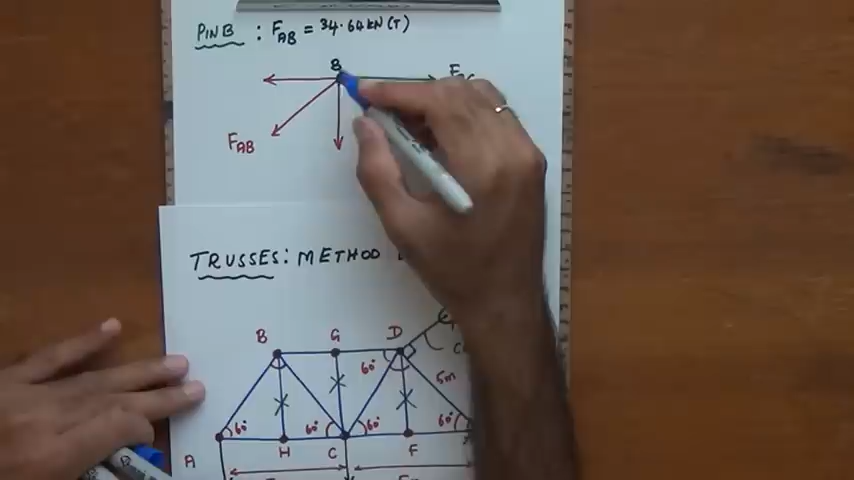 PIN B : FAB = 34.64 KN (T)
B
FAB
TRUSSES: METHOD
B G D
60°
5m
60° 60° 60° 60°
A H C F